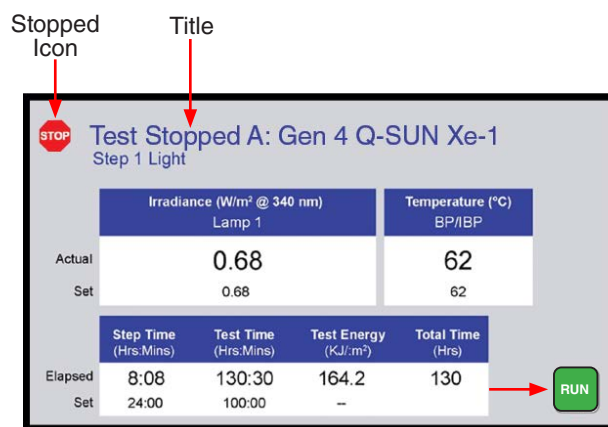 Stopped
Icon
Title
STOP
Test Stopped A: Gen 4 Q-SUN Xe-1
Step 1 Light
Irradiance (W/m² @ 340 nm)
Lamp 1
Temperature (ºC)
BP/IBP
Actual 0.68 62
Set 0.68 62
Step Time Test Time Test Energy Total Time
(Hrs:Mins) (Hrs:Mins) (KJ/:m²) (Hrs)
Elapsed 8:08 130:30 164.2 130
Set 24:00 100:00 --
RUN